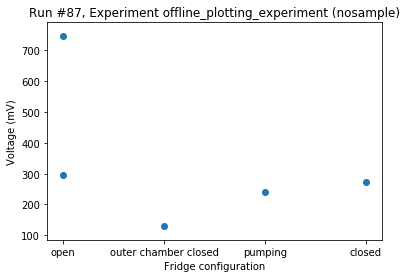 Run #87, Experiment offline_plotting_experiment (nosample)
Voltage (mV)
700
600
500
400
300
200
100
open
outer chamber closed
pumping
closed
Fridge configuration